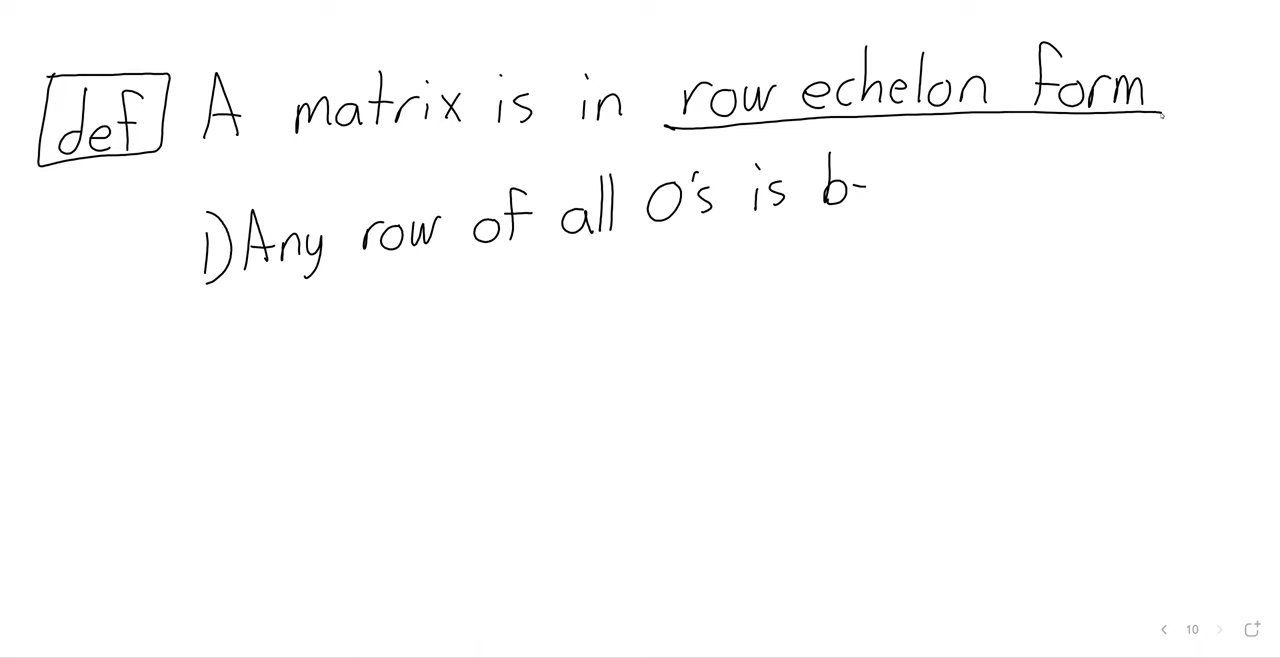 def A matrix is in row echelon form
1) Any row of all 0's is b
10